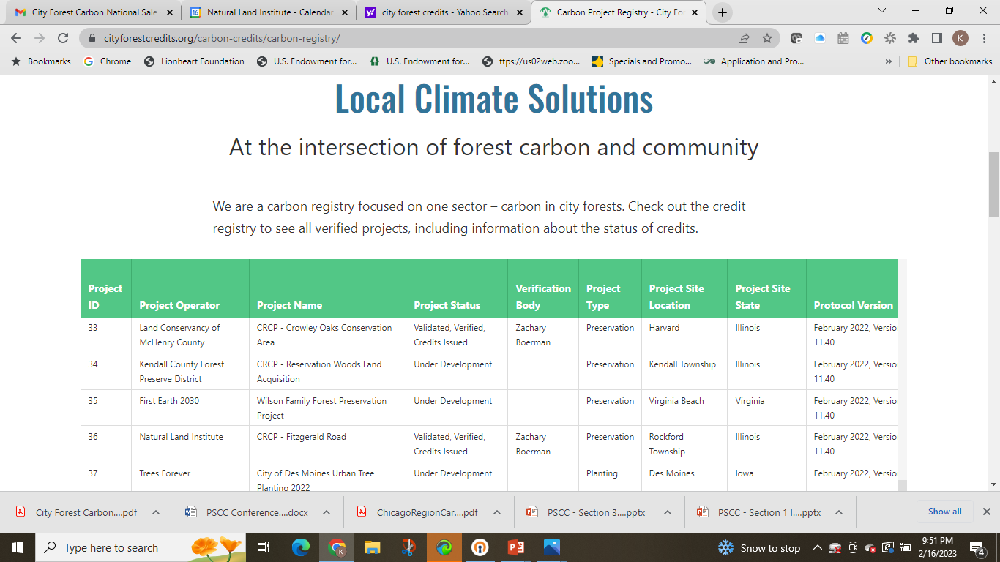 City Forest Carbon National Sale
16 Natural Land Institute - Calendar
city forest credits - Yahoo Search
Carbon Project Registry - City Fo
cityforestcredits.org/carbon-credits/carbon-registry/
K
Bookmarks
Chrome
Lionheart Foundation
U.S. Endowment for...
U.S. Endowment for...
ttps://us02web.zoo...
Specials and Promo...
Application and Pro...
»
Other bookmarks
Local Climate Solutions
At the intersection of forest carbon and community
We are a carbon registry focused on one sector – carbon in city forests. Check out the credit
registry to see all verified projects, including information about the status of credits.
Project
ID
Project Operator
Project Name
Project Status
Verification
Body
Project
Type
Project Site
Location
Project Site
State
Protocol Version
33
Land Conservancy of
McHenry County
CRCP - Crowley Oaks Conservation
Area
Validated, Verified,
Credits Issued
Zachary
Boerman
Preservation
Harvard
Illinois
February 2022, Version
11.40
34
Kendall County Forest
Preserve District
CRCP - Reservation Woods Land
Acquisition
Under Development
Preservation
Kendall Township
Illinois
February 2022, Version
11.40
35
First Earth 2030
Wilson Family Forest Preservation
Project
Under Development
Preservation
Virginia Beach
Virginia
February 2022, Version
11.40
36
Natural Land Institute
CRCP - Fitzgerald Road
Validated, Verified,
Credits Issued
Zachary
Boerman
Preservation
Rockford
Township
Illinois
February 2022, Version
11.40
37
Trees Forever
City of Des Moines Urban Tree
Planting 2022
Under Development
Planting
Des Moines
Iowa
February 2022, Version
City Forest Carbon....pdf
PSCC Conference....docx
ChicagoRegionCar....pdf
PSCC - Section 3....pptx
PSCC - Section 1 I....pptx
Show all
Type here to search
K
Snow to stop
9:51 PM
2/16/2023
4